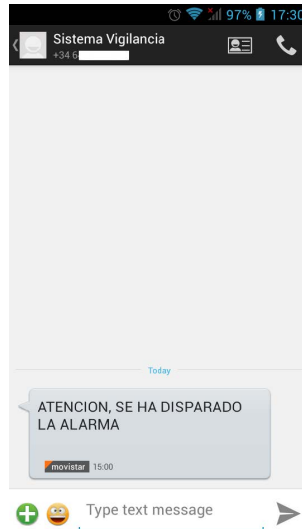 97% 17:30
Sistema Vigilancia
+34 6
Today
ATENCION, SE HA DISPARADO
LA ALARMA
movistar 15:00
Type text message